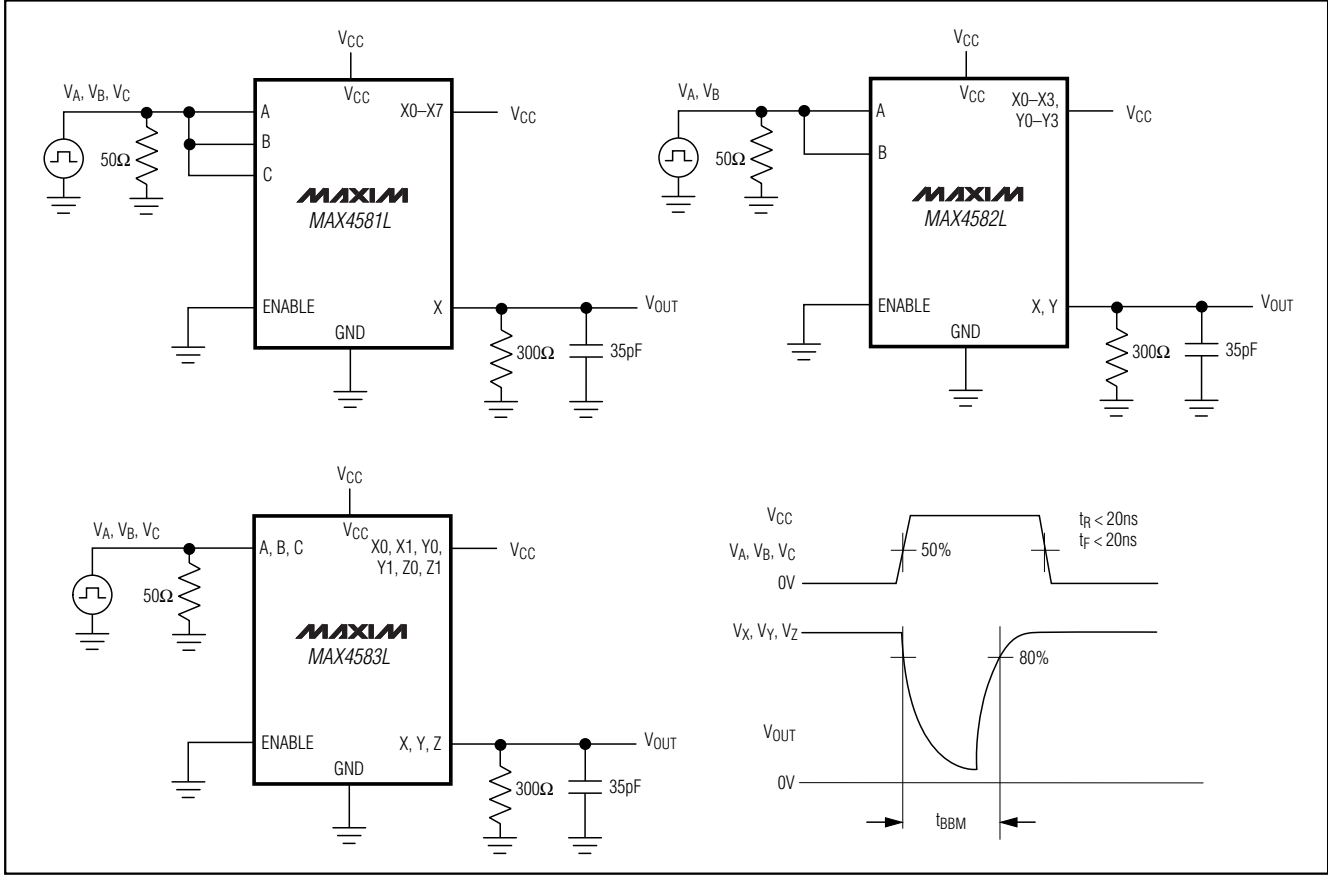 VCC
VA, VB, VC
VCC
A
X0–X7
VCC
B
50Ω
C
MAXIM
MAX4581L
ENABLE
X
VOUT
GND
300Ω
35pF
VCC
VA, VB
VCC
A
X0–X3,
Y0–Y3
VCC
B
50Ω
MAXIM
MAX4582L
ENABLE
X, Y
VOUT
GND
300Ω
35pF
VCC
VA, VB, VC
VCC
A, B, C
X0, X1, Y0,
Y1, Z0, Z1
VCC
50Ω
MAXIM
MAX4583L
ENABLE
X, Y, Z
VOUT
GND
300Ω
35pF
VCC
tR < 20ns
tF < 20ns
VA, VB, VC
50%
0V
VX, VY, VZ
80%
VOUT
0V
tBBM